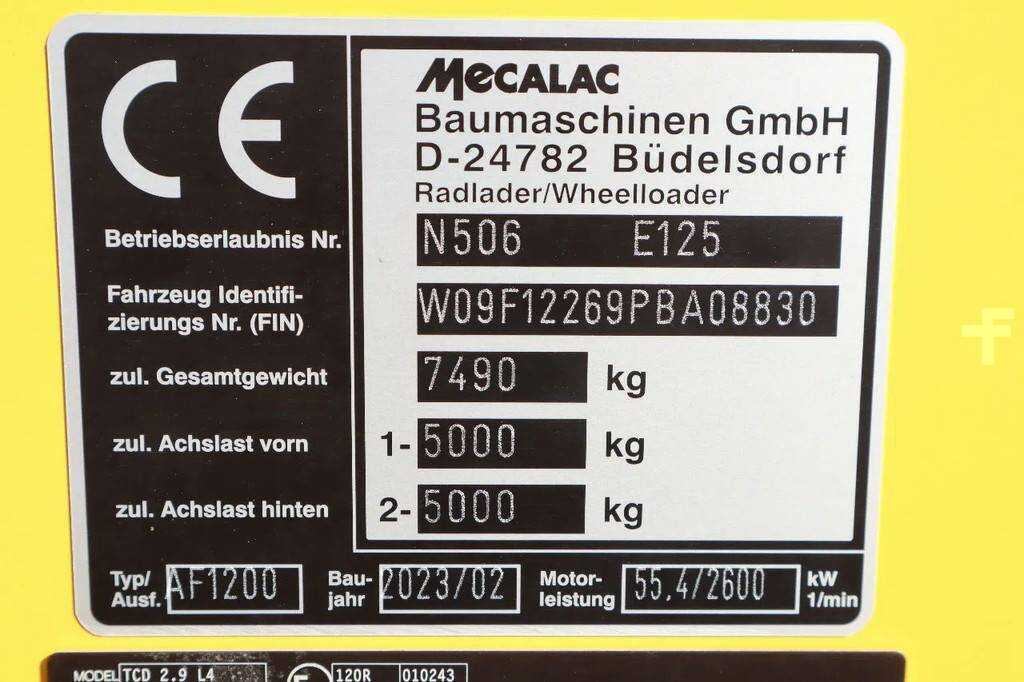 CE
MECALAC
Baumaschinen GmbH
D-24782 Büdelsdorf
Radlader/Wheelloader
Betriebserlaubnis Nr. N506 E125
Fahrzeug Identifi-
zierungs Nr. (FIN) W09F12269PBA08830
zul. Gesamtgewicht 7490 kg
zul. Achslast vorn 1- 5000 kg
zul. Achslast hinten 2- 5000 kg
Typ/ Ausf. AF1200 Bau- jahr 2023/02 Motor- leistung 55,4/2600 kW 1/min
MODEL TCD 2.9 L4 120R 010243